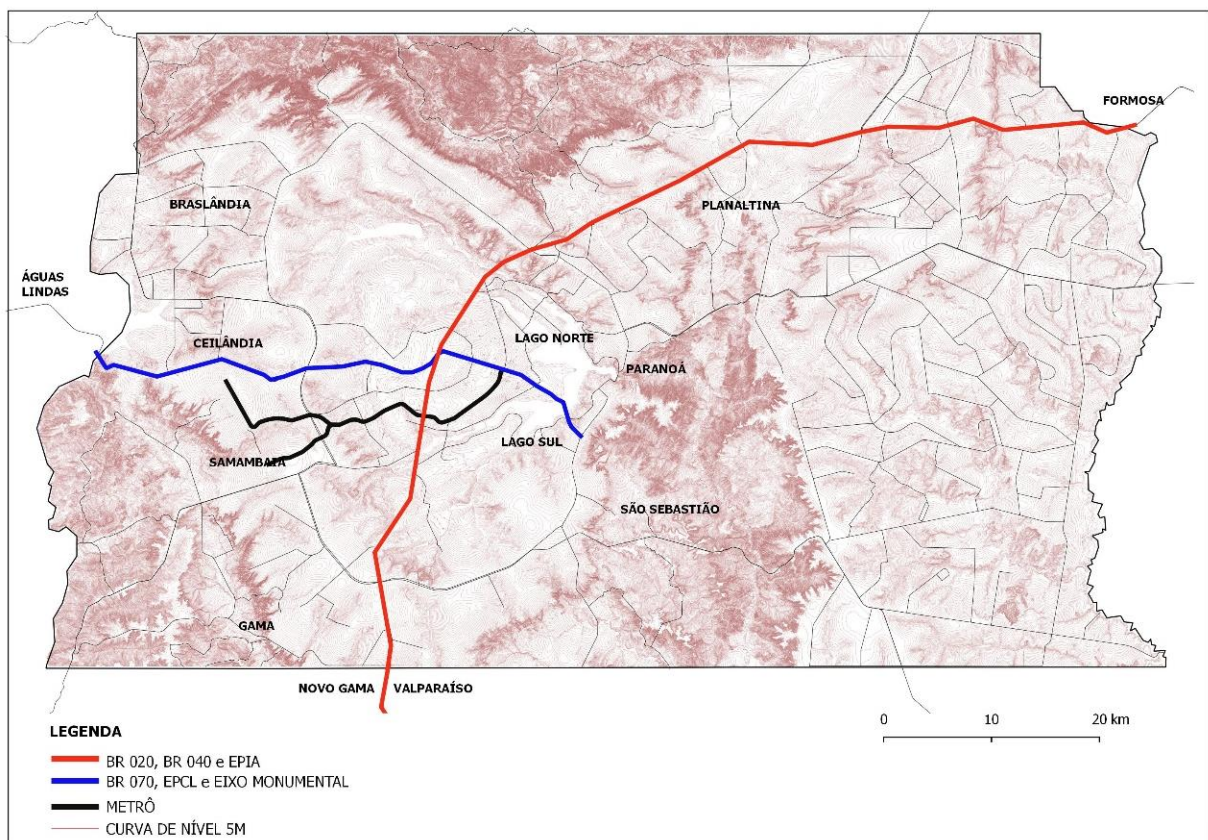 FORMOSA
BRASLÂNDIA
PLANALTINA
ÁGUAS
LINDAS
CEILÂNDIA
LAGO NORTE
PARANOÁ
LAGO SUL
SAMAMBAIA
SÃO SEBASTIÃO
GAMA
NOVO GAMA
VALPARAÍSO
LEGENDA
0 10 20 km
BR 020, BR 040 e EPIA
BR 070, EPCL e EIXO MONUMENTAL
METRÔ
CURVA DE NÍVEL 5M